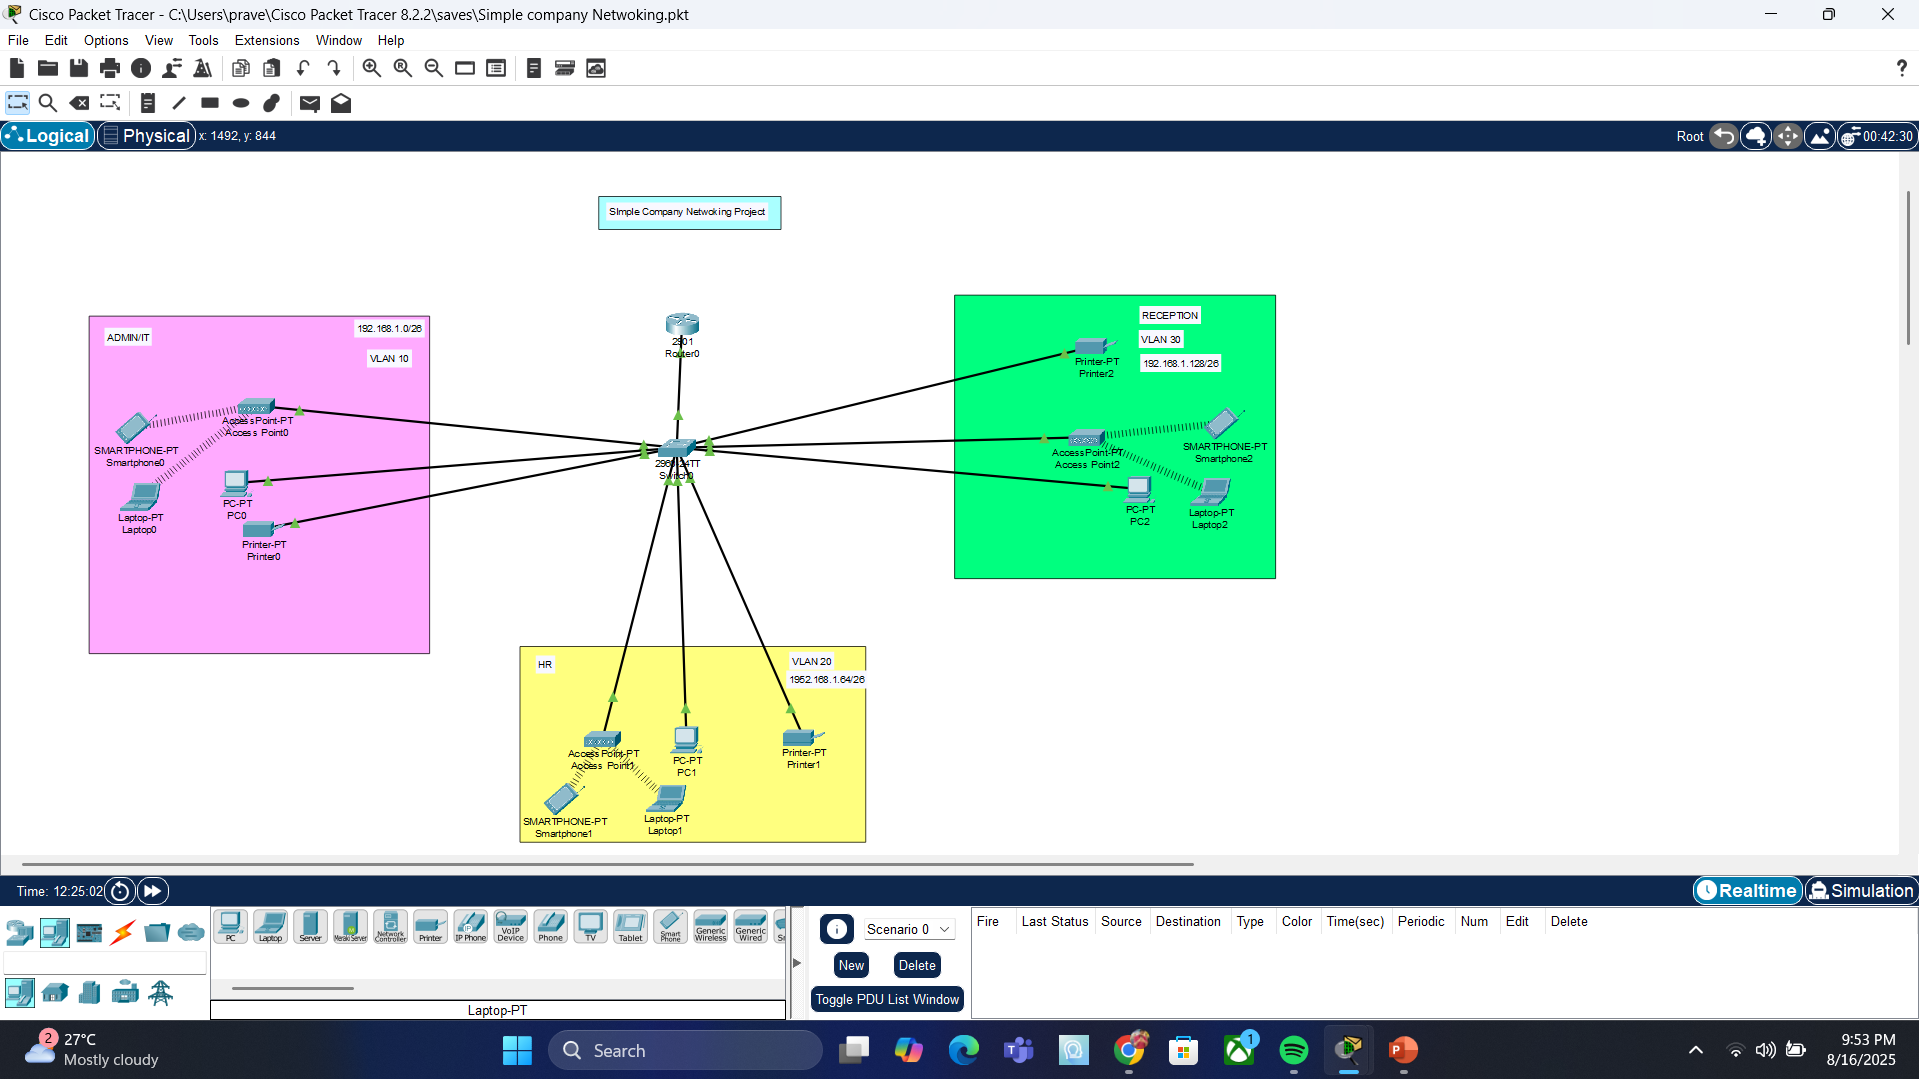 Cisco Packet Tracer - C:\Users\prave\Cisco Packet Tracer 8.2.2\saves\Simple company Netwoking.pkt
File Edit Options View Tools Extensions Window Help
?
Logical Physical x: 1492, y: 844 Root 00:42:30
SImple Company Netwoking Project
ADMIN/IT
192.168.1.0/26
VLAN 10
AccessPoint-PT
Access Point0
SMARTPHONE-PT
Smartphone0
PC-PT
PC0
Laptop-PT
Laptop0
Printer-PT
Printer0
2901
Router0
2960-24TT
Switch0
RECEPTION
VLAN 30
192.168.1.128/26
Printer-PT
Printer2
AccessPoint-PT
Access Point2
SMARTPHONE-PT
Smartphone2
PC-PT
PC2
Laptop-PT
Laptop2
HR
VLAN 20
1952.168.1.64/26
AccessPoint-PT
Access Point1
PC-PT
PC1
Printer-PT
Printer1
SMARTPHONE-PT
Smartphone1
Laptop-PT
Laptop1
Time: 12:25:02 Realtime Simulation
PC Laptop Server MerakiServer Network Controller Printer IP Phone VoIP Device Phone TV Tablet Smart Phone Generic Wireless Generic Wired
Laptop-PT
Scenario 0
New Delete
Toggle PDU List Window
Fire Last Status Source Destination Type Color Time(sec) Periodic Num Edit Delete
2
27°C
Mostly cloudy
Search
1
9:53 PM
8/16/2025